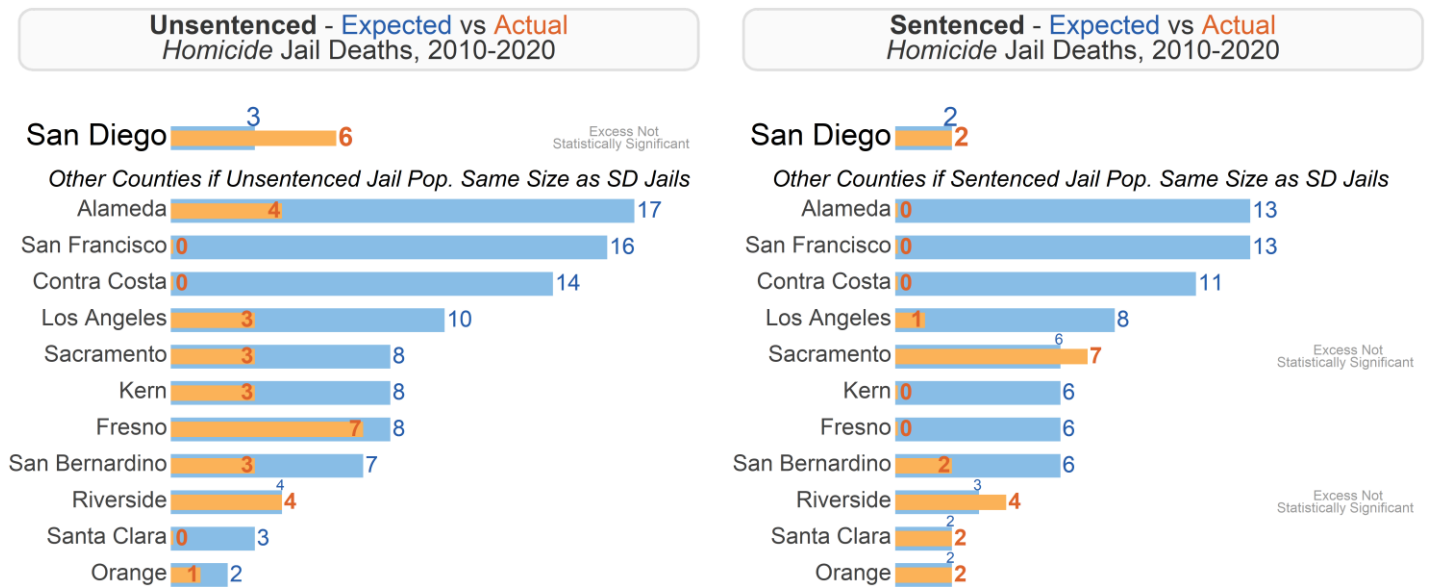 Unsentenced - Expected vs Actual
Homicide Jail Deaths, 2010-2020
3
San Diego 6
Excess Not
Statistically Significant
Other Counties if Unsentenced Jail Pop. Same Size as SD Jails
Alameda 4 17
San Francisco 0 16
Contra Costa 0 14
Los Angeles 3 10
Sacramento 3 8
Kern 3 8
Fresno 7 8
San Bernardino 3 7
4
Riverside 4
Santa Clara 0 3
Orange 1 2
Sentenced - Expected vs Actual
Homicide Jail Deaths, 2010-2020
2
San Diego 2
Other Counties if Sentenced Jail Pop. Same Size as SD Jails
Alameda 0 13
San Francisco 0 13
Contra Costa 0 11
Los Angeles 1 8
6
Sacramento 7
Excess Not
Statistically Significant
Kern 0 6
Fresno 0 6
San Bernardino 2 6
3
Riverside 4
Excess Not
Statistically Significant
2
Santa Clara 2
2
Orange 2